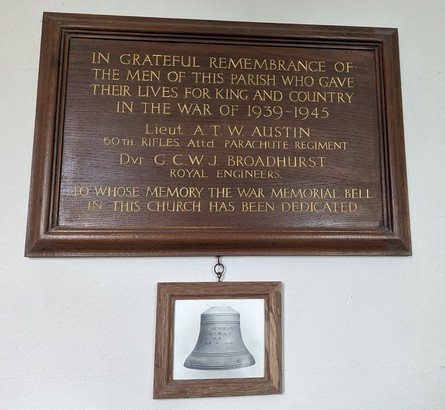 IN GRATEFUL REMEMBRANCE OF
THE MEN OF THIS PARISH WHO GAVE
THEIR LIVES FOR KING AND COUNTRY
IN THE WAR OF 1939-1945
Lieut. A.T.W. AUSTIN
60TH. RIFLES, Attd. PARACHUTE REGIMENT
Dvr G.C.W.J. BROADHURST
ROYAL ENGINEERS.
TO WHOSE MEMORY THE WAR MEMORIAL BELL
IN THIS CHURCH HAS BEEN DEDICATED